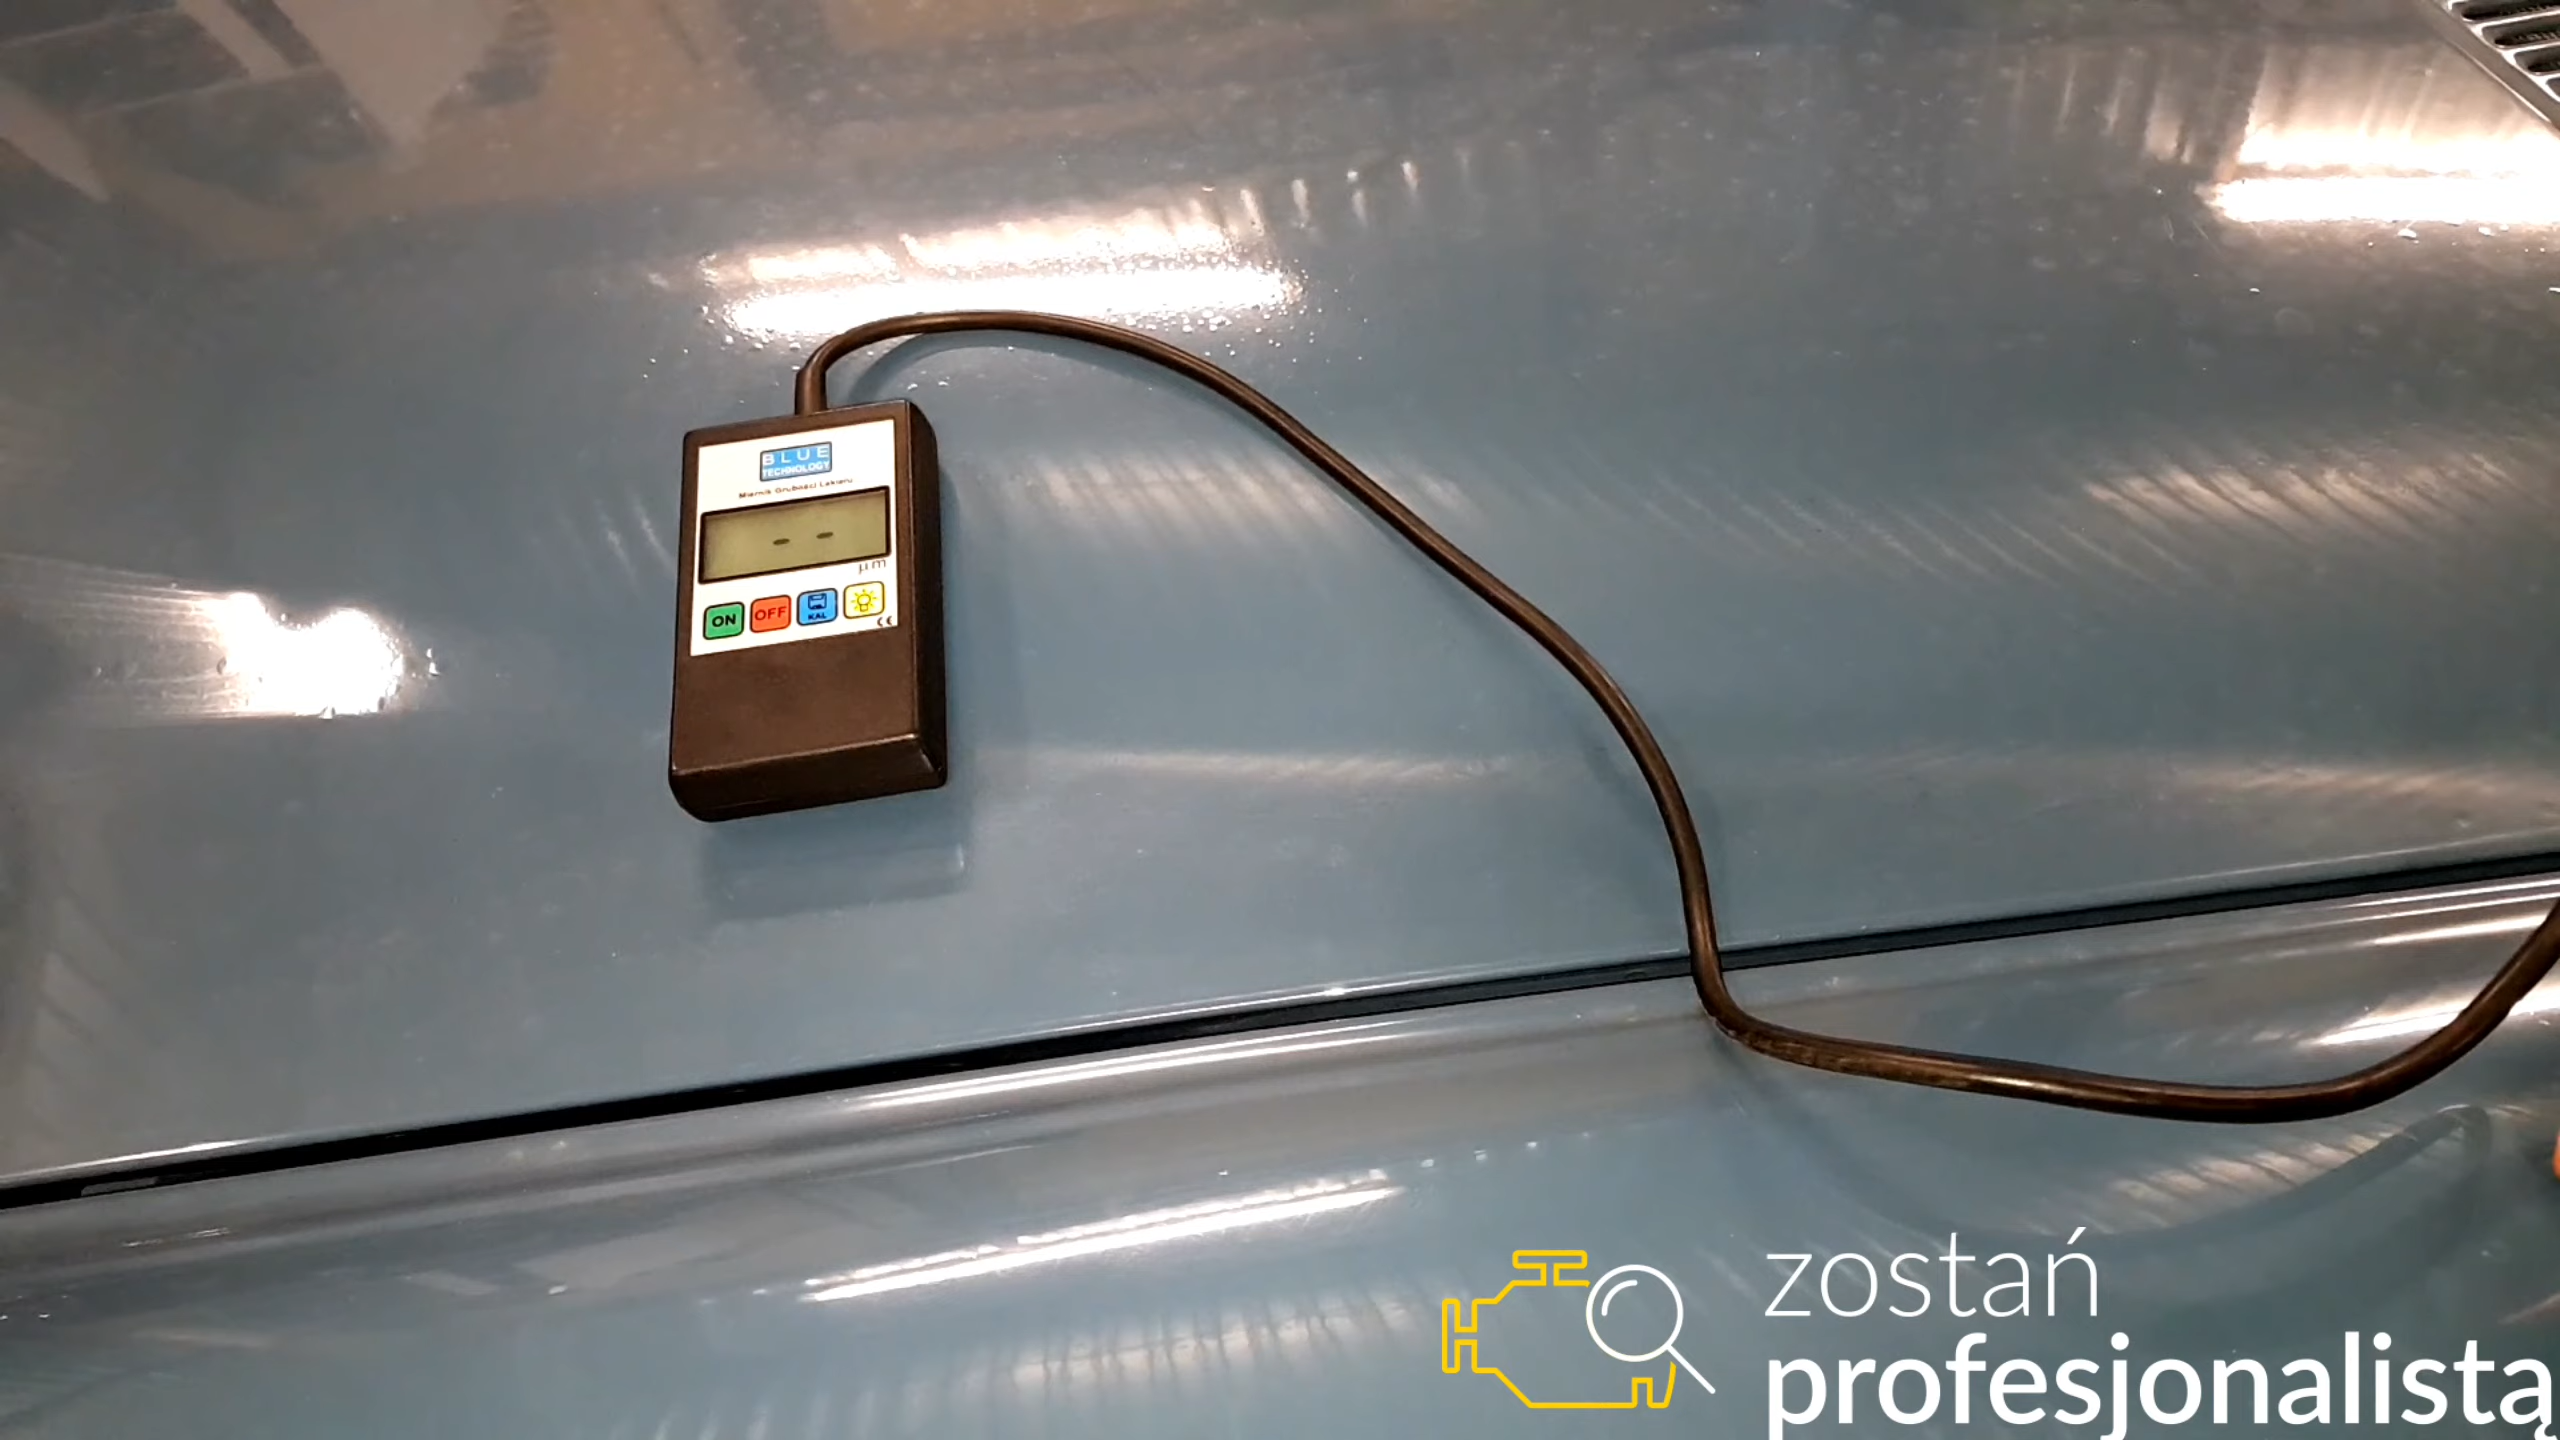 BLUE
TECHNOLOGY
Miernik Grubości Lakieru
- -
μm
ON
OFF
KAL
CE
zostań
profesjonalistą